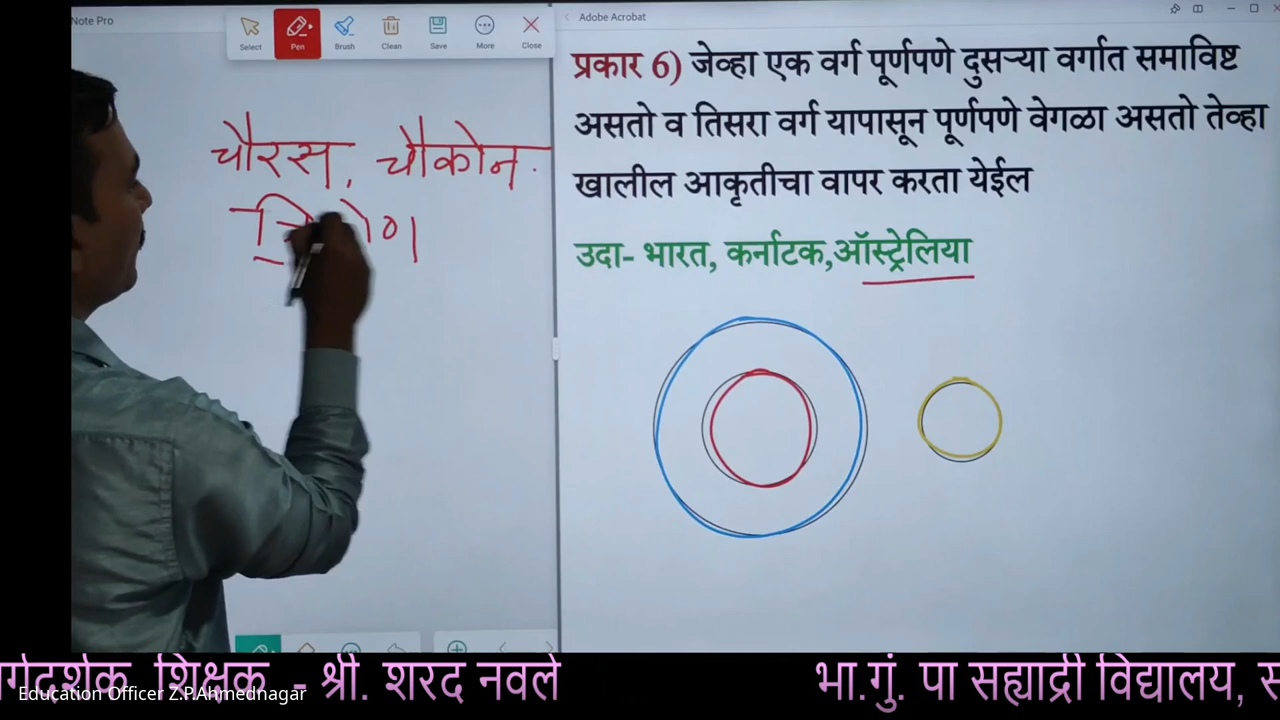 Note Pro
Select Pen Brush Clean Save More Close
Adobe Acrobat
चौरस, चौकोन.
प्रकार 6) जेव्हा एक वर्ग पूर्णपणे दुसऱ्या वर्गात समाविष्ट
असतो व तिसरा वर्ग यापासून पूर्णपणे वेगळा असतो तेव्हा
खालील आकृतीचा वापर करता येईल
उदा- भारत, कर्नाटक,ऑस्ट्रेलिया
शिक्षक - श्री. शरद नवले
भा.गुं. पा सह्याद्री विद्यालय,
Education Officer Z.P.Ahmednagar